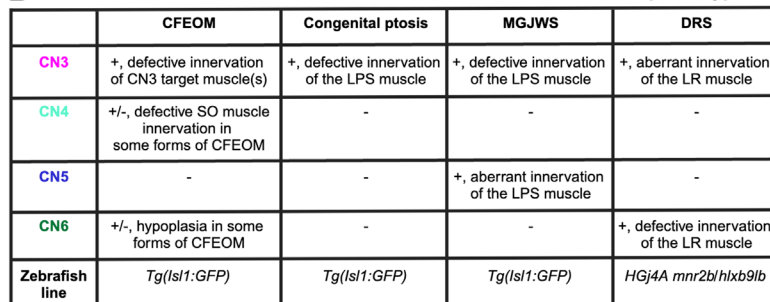 CFEOM Congenital ptosis MGJWS DRS
CN3 +, defective innervation of CN3 target muscle(s) +, defective innervation of the LPS muscle +, defective innervation of the LPS muscle +, aberrant innervation of the LR muscle
CN4 +/-, defective SO muscle innervation in some forms of CFEOM - - -
CN5 - - +, aberrant innervation of the LPS muscle -
CN6 +/-, hypoplasia in some forms of CFEOM - - +, defective innervation of the LR muscle
Zebrafish line Tg(Isl1:GFP) Tg(Isl1:GFP) Tg(Isl1:GFP) HGj4A mnr2b/hlxb9lb